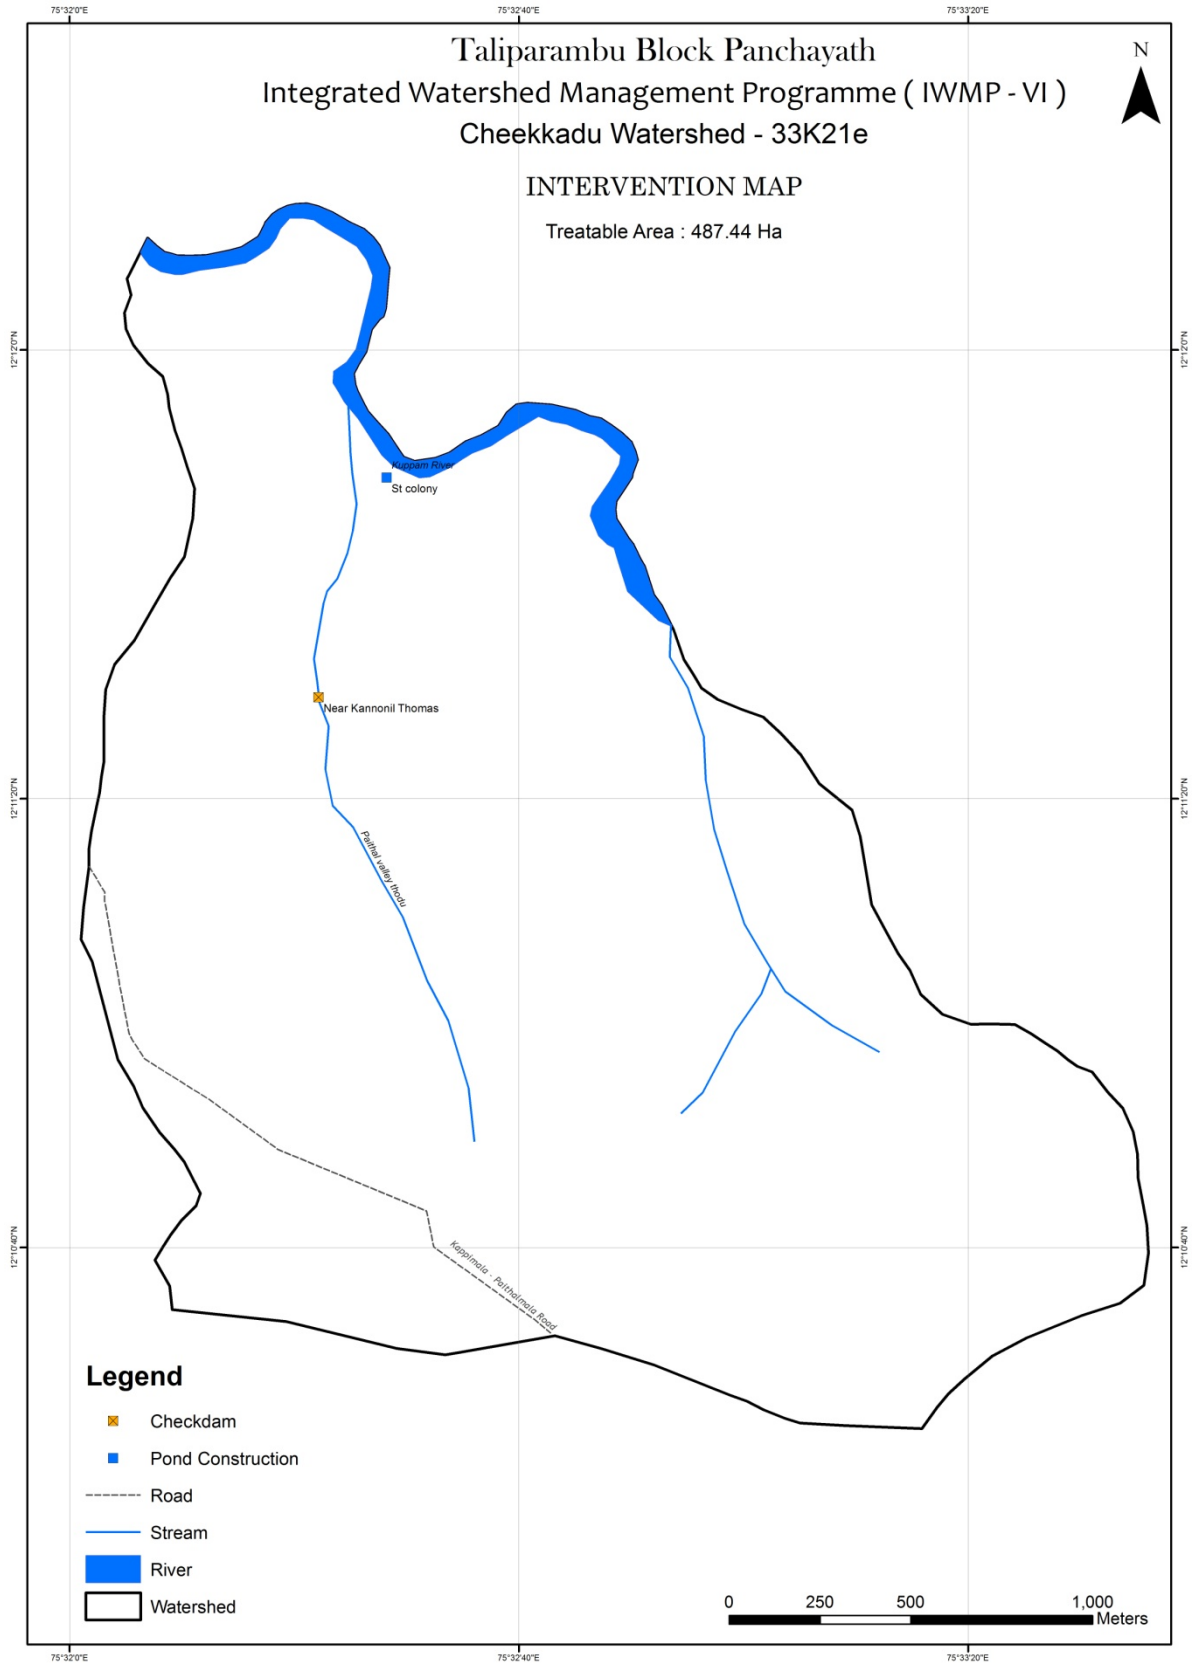 75°32'0"E 75°32'40"E 75°33'20"E
Taliparambu Block Panchayath
N
Integrated Watershed Management Programme ( IWMP - VI )
Cheekkadu Watershed - 33K21e
INTERVENTION MAP
Treatable Area : 487.44 Ha
12°12'0"N 12°12'0"N
Kuppam River
St colony
Near Kannonil Thomas
12°11'20"N 12°11'20"N
Paithal valley thodu
12°10'40"N 12°10'40"N
Kappimala - Paithalmala Road
Legend
Checkdam
Pond Construction
Road
Stream
River
Watershed
0 250 500 1,000
Meters
75°32'0"E 75°32'40"E 75°33'20"E